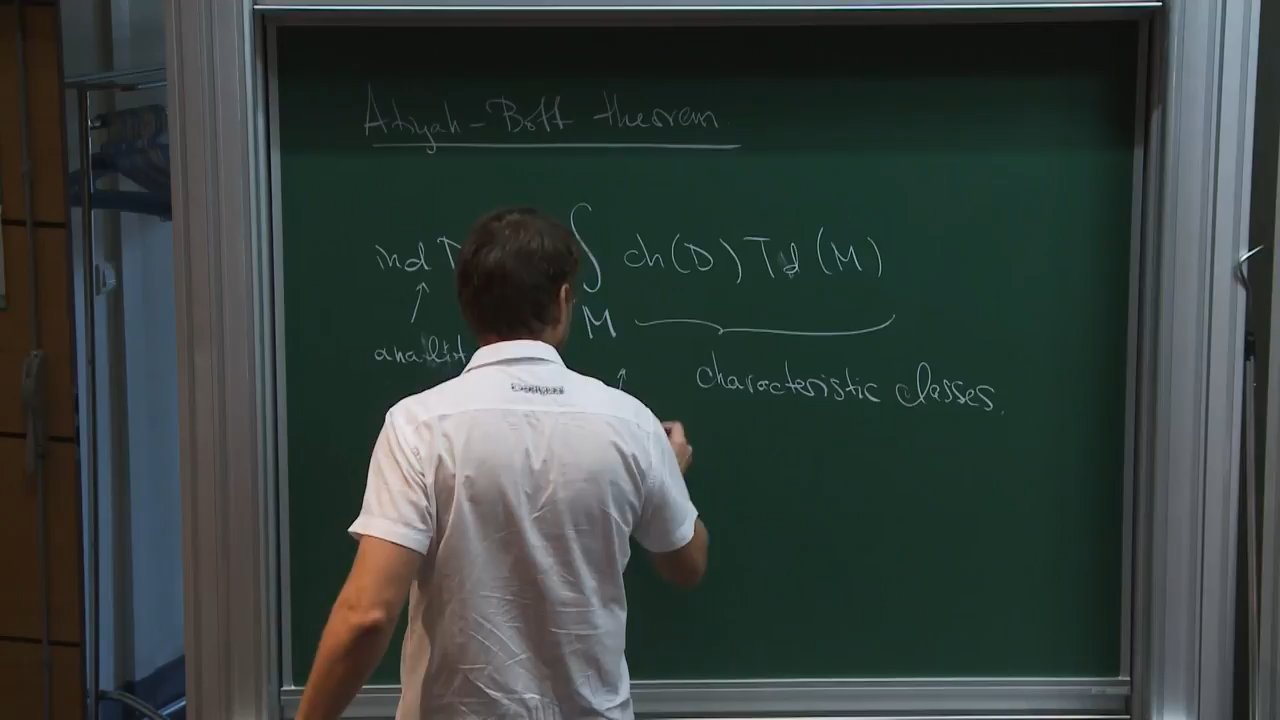 Atiyah-Bott theorem
ind D ∫ ch(D) Td(M)
M
analit
characteristic classes.